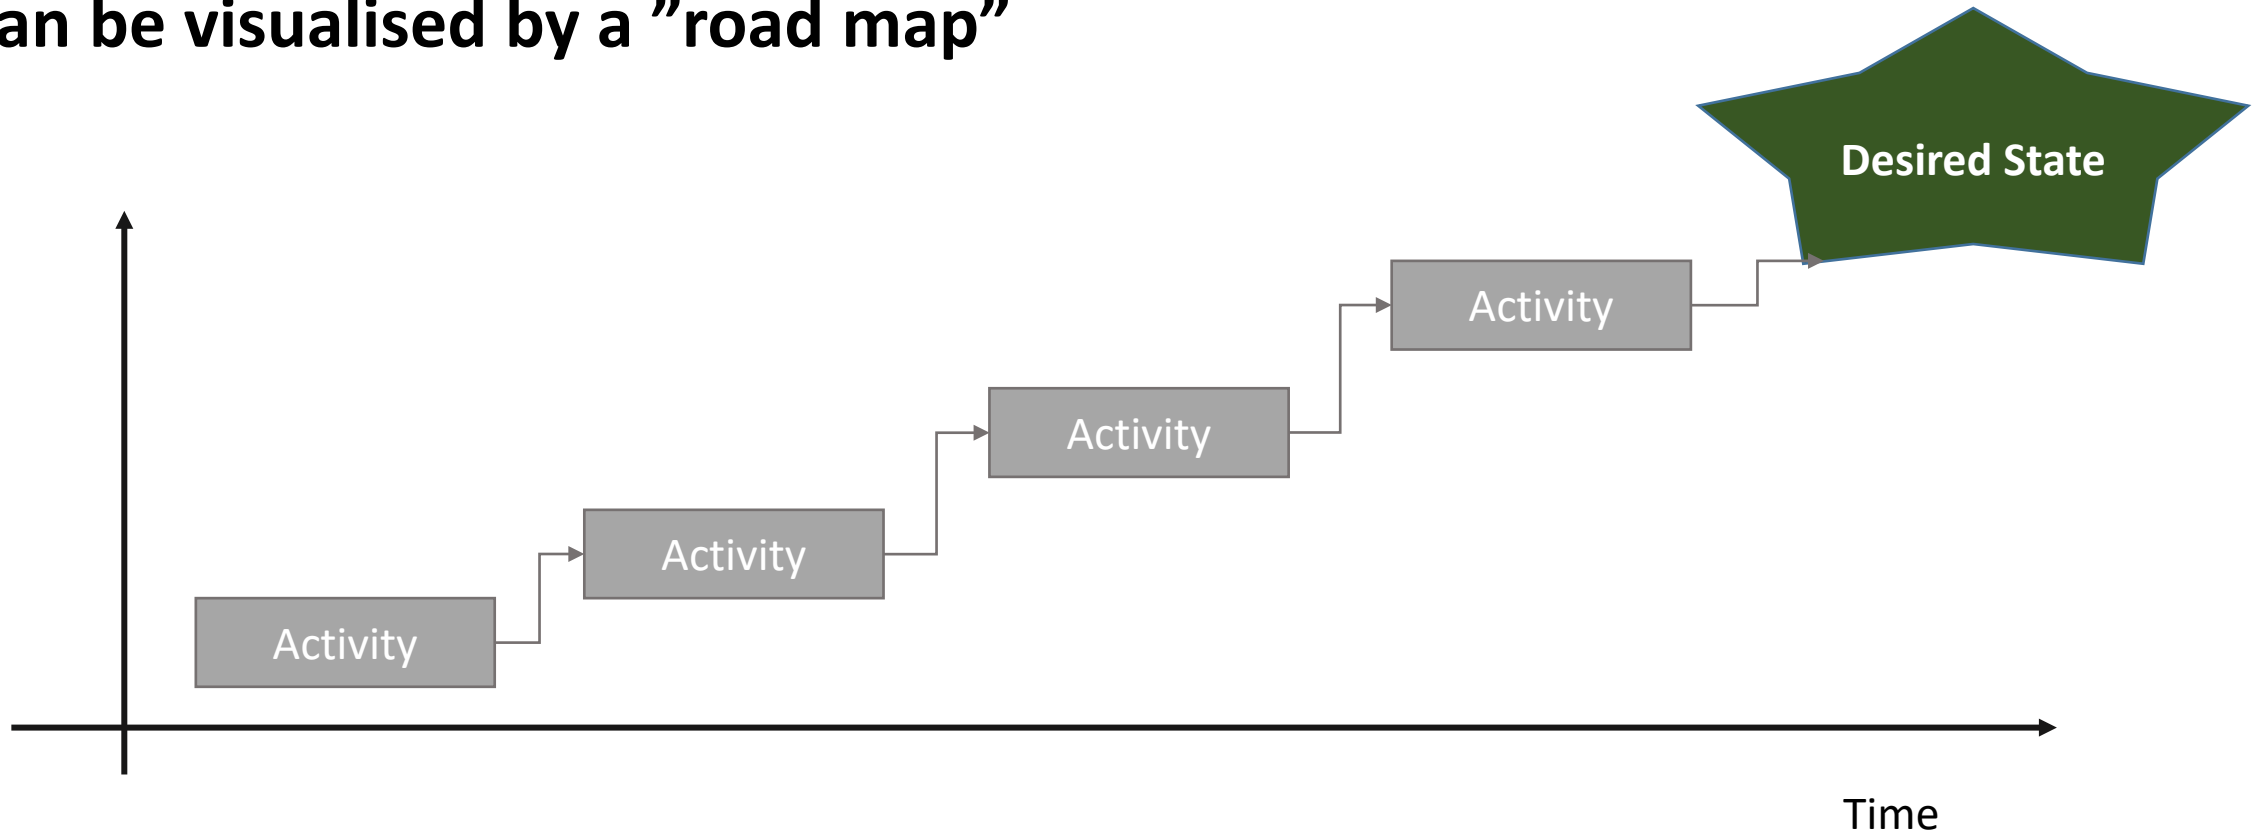 an be visualised by a ”road map”
Desired State
Activity
Activity
Activity
Activity
Time